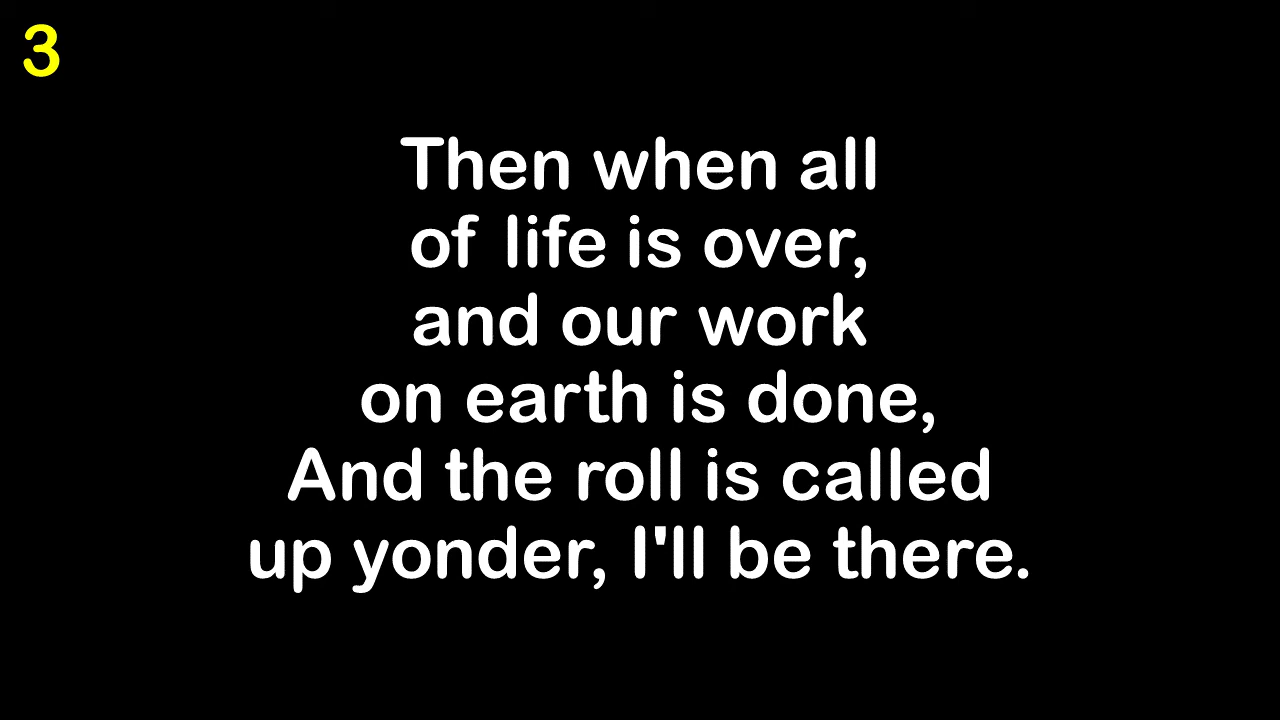 3
Then when all
of life is over,
and our work
on earth is done,
And the roll is called
up yonder, I'll be there.